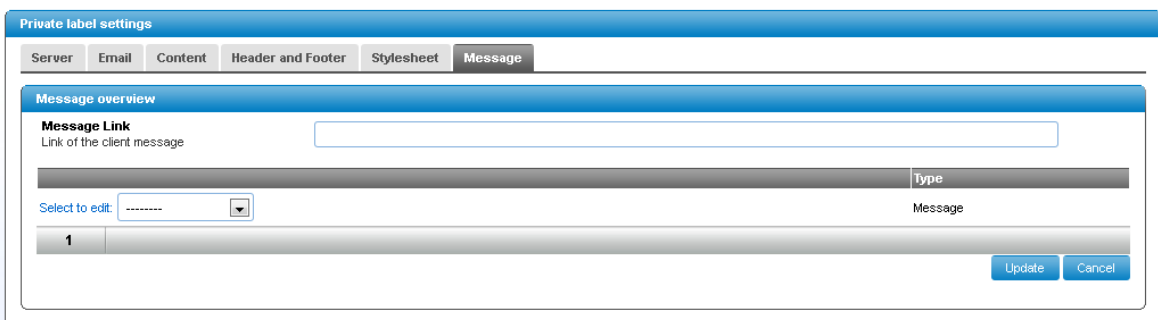 Private label settings
Server Email Content Header and Footer Stylesheet Message
Message overview
Message Link
Link of the client message
Type
Select to edit: -------- Message
1
Update Cancel